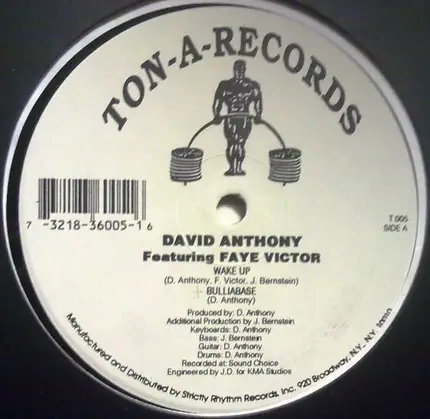 TON-A-RECORDS
7 -3218-36005-1 6
T 005
SIDE A
DAVID ANTHONY
Featuring FAYE VICTOR
WAKE UP
(D. Anthony, F. Victor, J. Bernstein)
BULLIABASE
(D. Anthony)
Produced by: D. Anthony
Additional Production by J. Bernstein
Keyboards: D. Anthony
Bass: J. Bernstein
Guitar: D. Anthony
Drums: D. Anthony
Recorded at: Sound Choice
Engineered by J.D. for KMA Studios
Manufactured and Distributed by Strictly Rhythm Records, Inc. 920 Broadway, N.Y., N.Y.